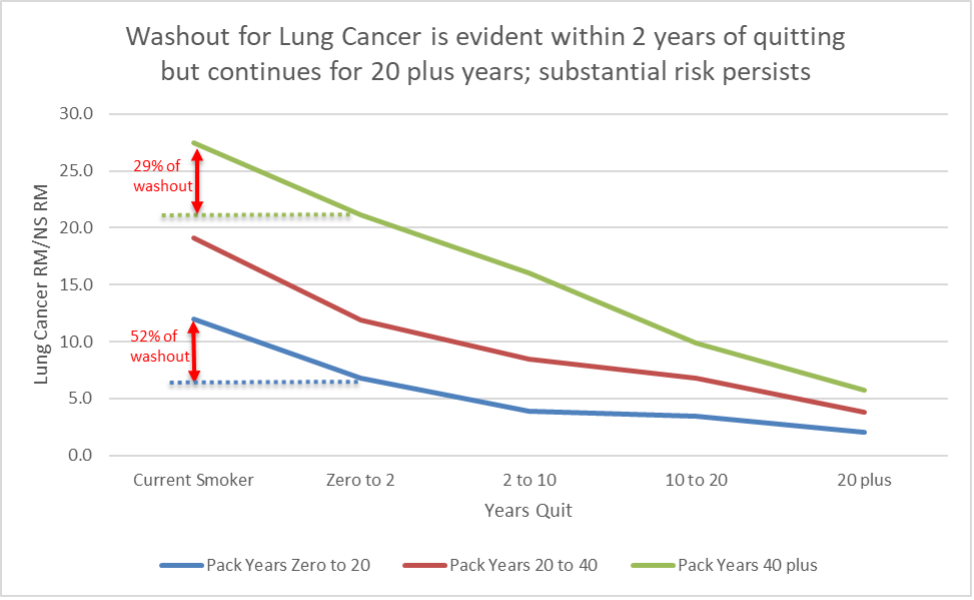 Washout for Lung Cancer is evident within 2 years of quitting
but continues for 20 plus years; substantial risk persists
30.0
29% of
washout
25.0
20.0
15.0
52% of
washout
10.0
5.0
0.0
Lung Cancer RM/NS RM
Current Smoker Zero to 2 2 to 10 10 to 20 20 plus
Years Quit
Pack Years Zero to 20 Pack Years 20 to 40 Pack Years 40 plus